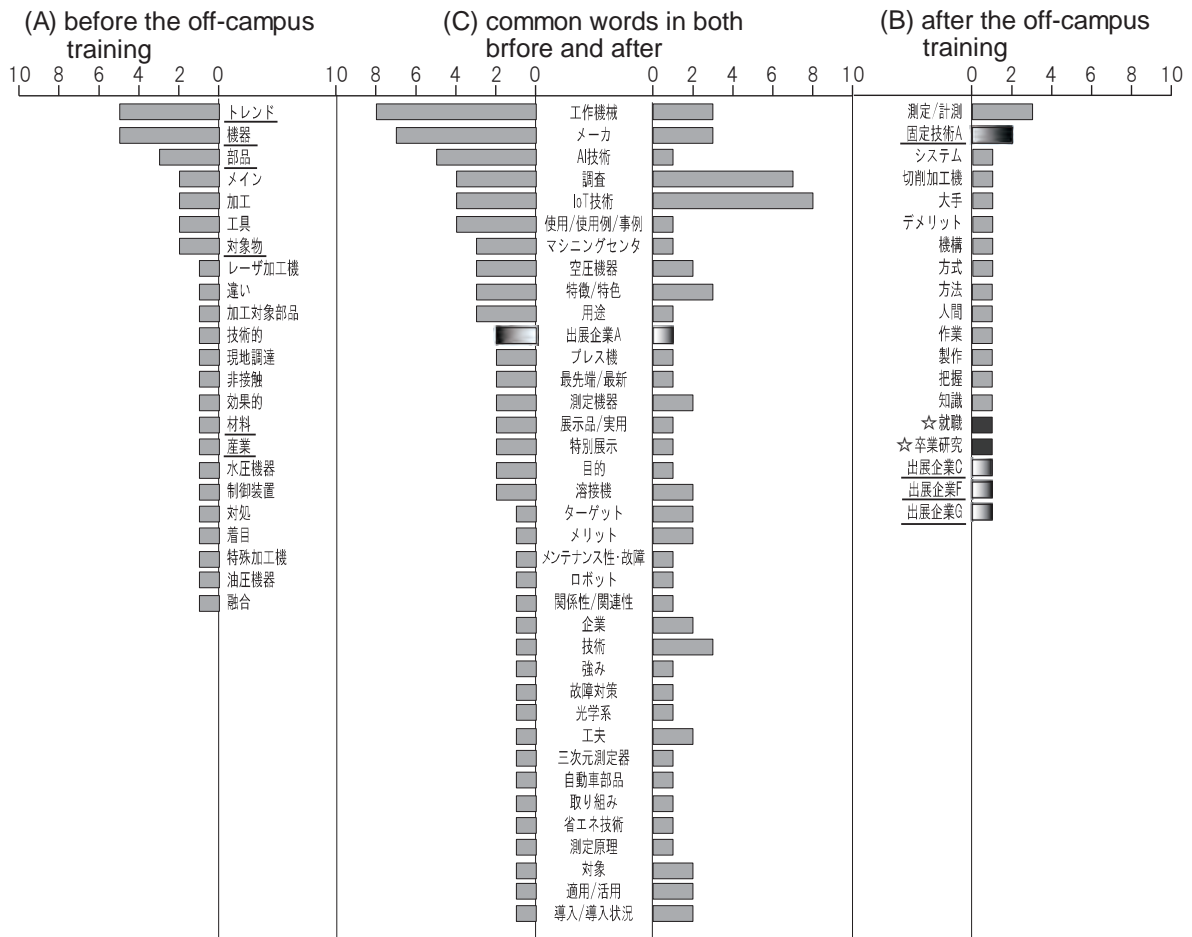 (A) before the off-campus
training
10 8 6 4 2 0
トレンド
機器
部品
メイン
加工
工具
対象物
レーザ加工機
違い
加工対象部品
技術的
現地調達
非接触
効果的
材料
産業
水圧機器
制御装置
対処
着目
特殊加工機
油圧機器
融合
(C) common words in both
brfore and after
10 8 6 4 2 0 0 2 4 6 8 10
工作機械
メーカ
AI技術
調査
IoT技術
使用/使用例/事例
マシニングセンタ
空圧機器
特徴/特色
用途
出展企業A
プレス機
最先端/最新
測定機器
展示品/実用
特別展示
目的
溶接機
ターゲット
メリット
メンテナンス性・故障
ロボット
関係性/関連性
企業
技術
強み
故障対策
光学系
工夫
三次元測定器
自動車部品
取り組み
省エネ技術
測定原理
対象
適用/活用
導入/導入状況
(B) after the off-campus
training
0 2 4 6 8 10
測定/計測
固定技術A
システム
切削加工機
大手
デメリット
機構
方式
方法
人間
作業
製作
把握
知識
☆就職
☆卒業研究
出展企業C
出展企業F
出展企業G